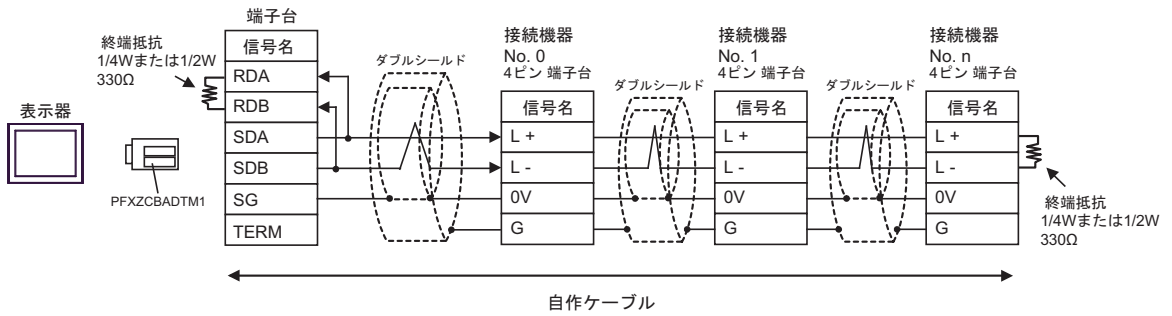 表示器
PFXZCBADTM1
終端抵抗
1/4Wまたは1/2W
330Ω
端子台
信号名
RDA
RDB
SDA
SDB
SG
TERM
ダブルシールド
接続機器
No. 0
4ピン 端子台
信号名
L +
L -
0V
G
ダブルシールド
接続機器
No. 1
4ピン 端子台
信号名
L +
L -
0V
G
ダブルシールド
接続機器
No. n
4ピン 端子台
信号名
L +
L -
0V
G
終端抵抗
1/4Wまたは1/2W
330Ω
自作ケーブル